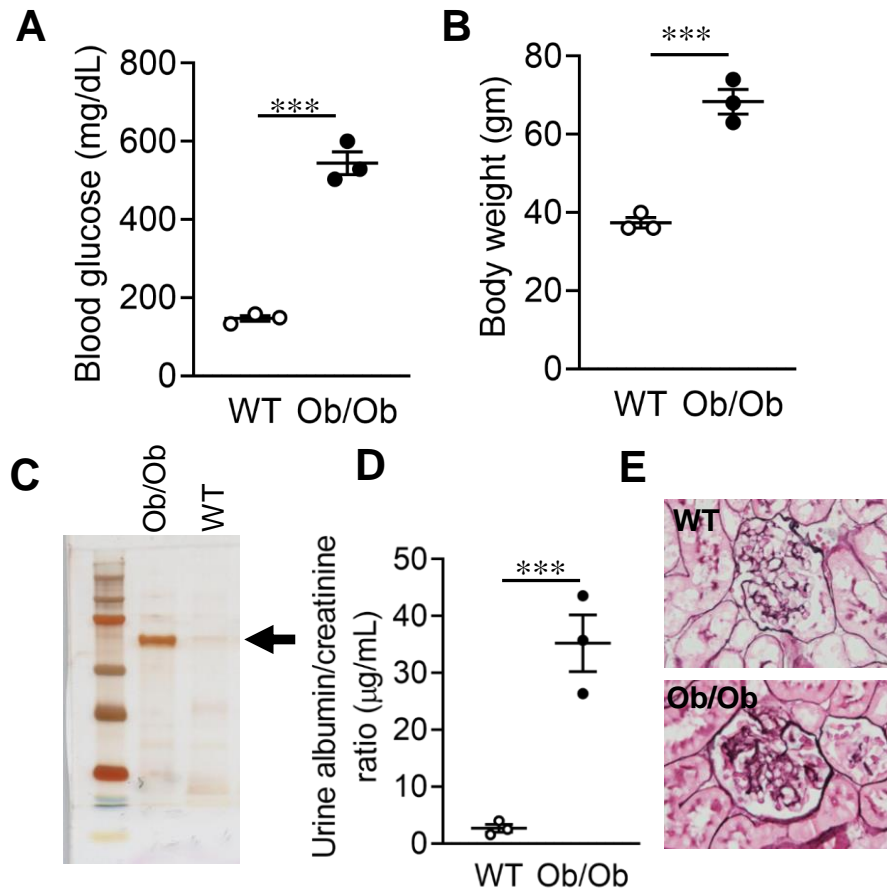 A
Blood glucose (mg/dL)
800
600
400
200
0
***
WT Ob/Ob
B
Body weight (gm)
80
60
40
20
0
***
WT Ob/Ob
C
Ob/Ob
WT
D
Urine albumin/creatinine
ratio (μg/mL)
50
40
30
20
10
0
***
WT Ob/Ob
E
WT
Ob/Ob